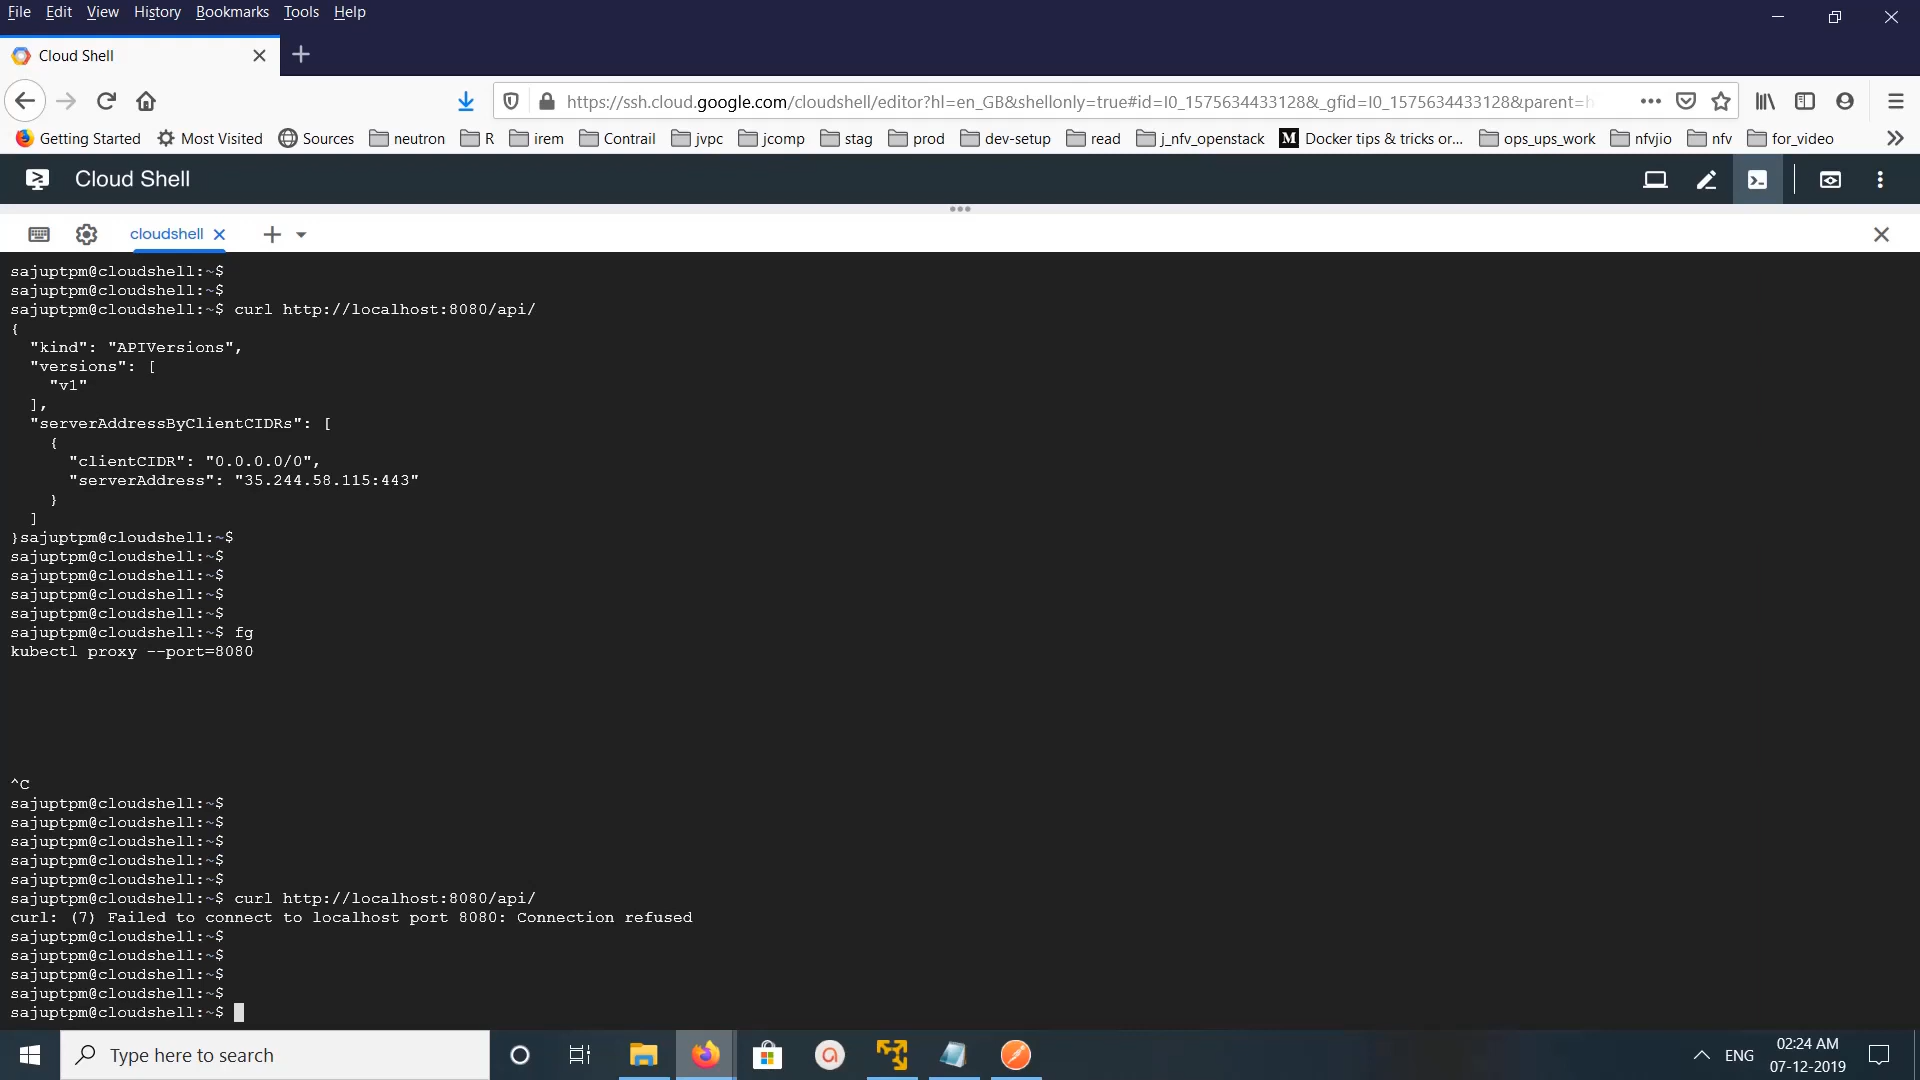 File Edit View History Bookmarks Tools Help
Cloud Shell
https://ssh.cloud.google.com/cloudshell/editor?hl=en_GB&shellonly=true#id=I0_1575634433128&_gfid=I0_1575634433128&parent=h
Getting Started Most Visited Sources neutron R irem Contrail jvpc jcomp stag prod dev-setup read j_nfv_openstack M Docker tips & tricks or... ops_ups_work nfvjio nfv for_video
Cloud Shell
cloudshell
sajuptpm@cloudshell:~$
sajuptpm@cloudshell:~$
sajuptpm@cloudshell:~$ curl http://localhost:8080/api/
{
"kind": "APIVersions",
"versions": [
"v1"
],
"serverAddressByClientCIDRs": [
{
"clientCIDR": "0.0.0.0/0",
"serverAddress": "35.244.58.115:443"
}
]
}sajuptpm@cloudshell:~$
sajuptpm@cloudshell:~$
sajuptpm@cloudshell:~$
sajuptpm@cloudshell:~$
sajuptpm@cloudshell:~$
sajuptpm@cloudshell:~$ fg
kubectl proxy --port=8080
^C
sajuptpm@cloudshell:~$
sajuptpm@cloudshell:~$
sajuptpm@cloudshell:~$
sajuptpm@cloudshell:~$
sajuptpm@cloudshell:~$
sajuptpm@cloudshell:~$ curl http://localhost:8080/api/
curl: (7) Failed to connect to localhost port 8080: Connection refused
sajuptpm@cloudshell:~$
sajuptpm@cloudshell:~$
sajuptpm@cloudshell:~$
sajuptpm@cloudshell:~$
sajuptpm@cloudshell:~$
Type here to search
ENG
02:24 AM
07-12-2019